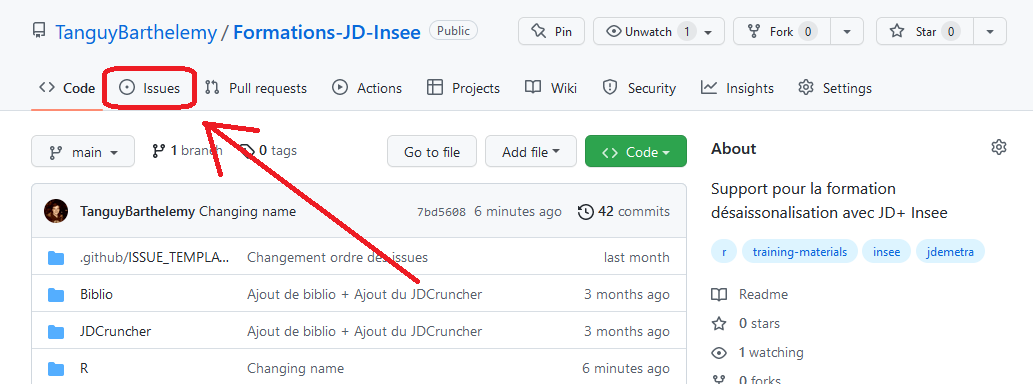 TanguyBarthelemy / Formations-JD-Insee Public
Pin
Unwatch 1
Fork 0
Star 0
<> Code
Issues
Pull requests
Actions
Projects
Wiki
Security
Insights
Settings
main
1 branch
0 tags
Go to file
Add file
<> Code
TanguyBarthelemy Changing name
7bd5608 6 minutes ago
42 commits
.github/ISSUE_TEMPLA... Changement ordre des issues last month
Biblio Ajout de biblio + Ajout du JDCruncher 3 months ago
JDCruncher Ajout de biblio + Ajout du JDCruncher 3 months ago
R Changing name 6 minutes ago
About
Support pour la formation
désaissonalisation avec JD+ Insee
r training-materials insee jdemetra
Readme
0 stars
1 watching
0 forks